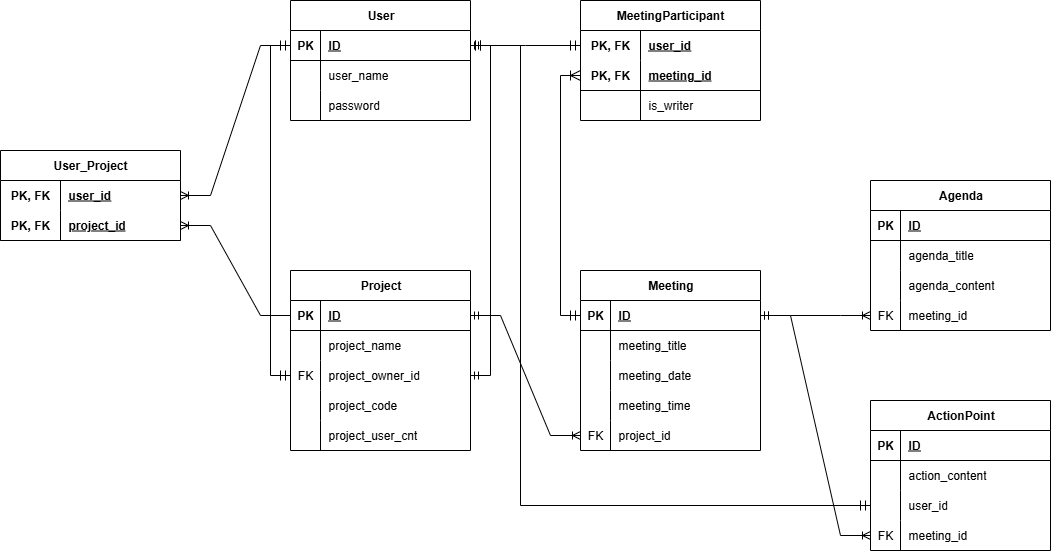 User
PK ID
user_name
password
MeetingParticipant
PK, FK user_id
PK, FK meeting_id
is_writer
User_Project
PK, FK user_id
PK, FK project_id
Agenda
PK ID
agenda_title
agenda_content
FK meeting_id
Project
PK ID
project_name
FK project_owner_id
project_code
project_user_cnt
Meeting
PK ID
meeting_title
meeting_date
meeting_time
FK project_id
ActionPoint
PK ID
action_content
user_id
FK meeting_id